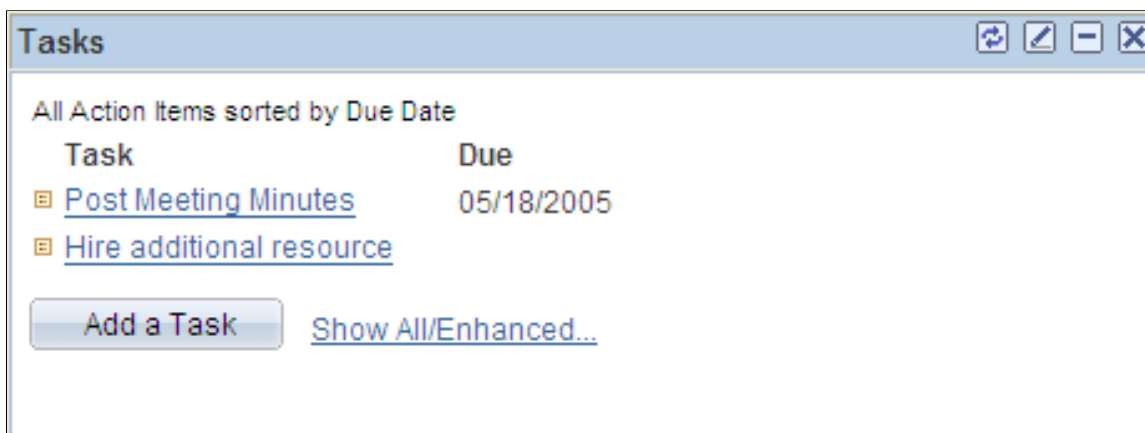 Tasks
All Action Items sorted by Due Date
Task Due
Post Meeting Minutes 05/18/2005
Hire additional resource
Add a Task Show All/Enhanced...